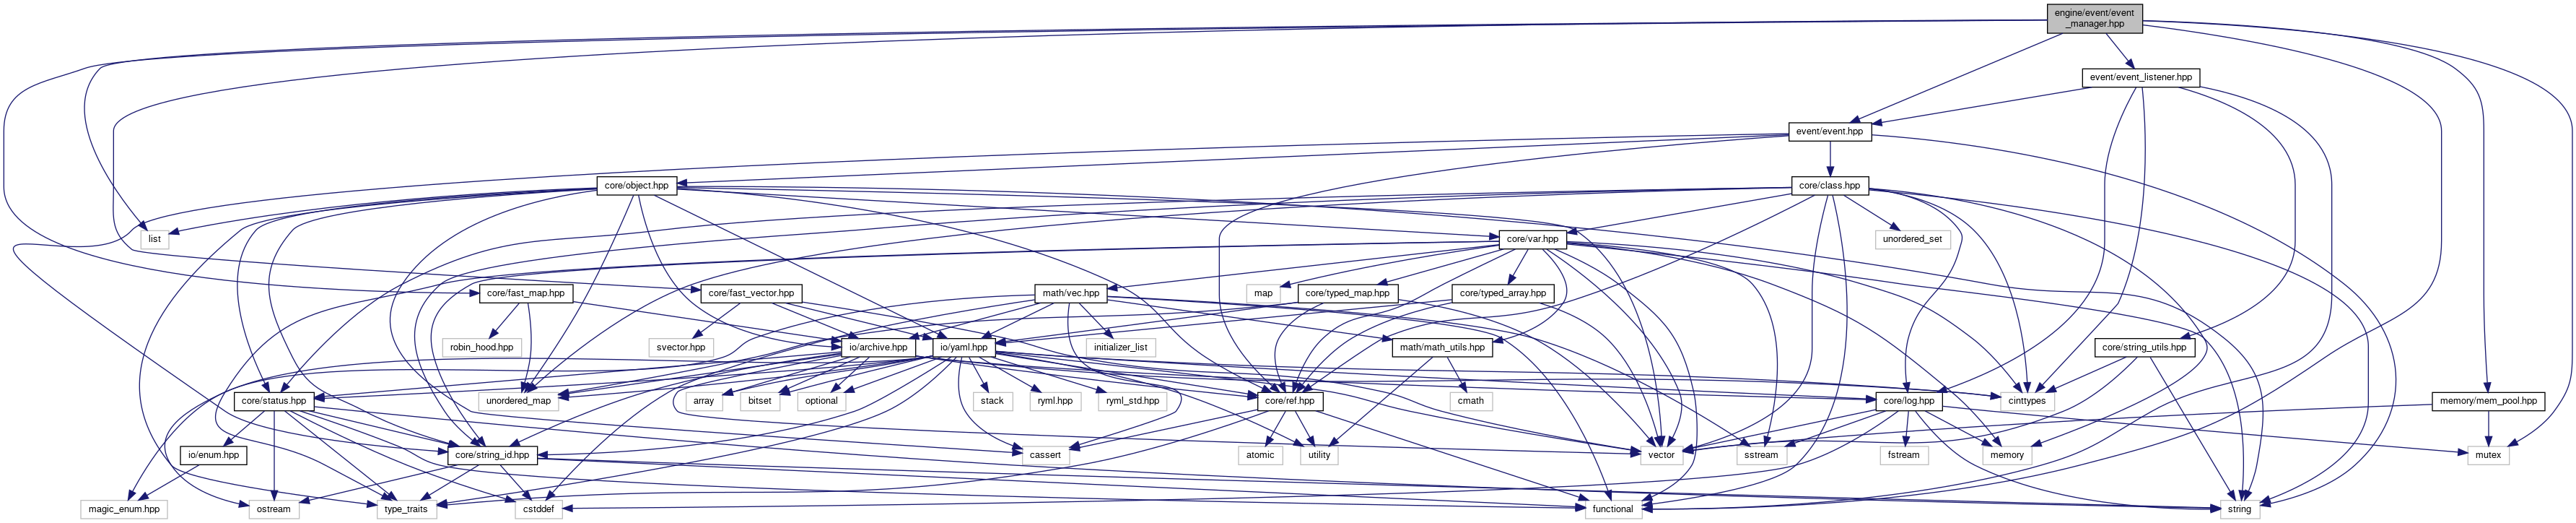 engine/event/event
_manager.hpp
event/event_listener.hpp
event/event.hpp
core/object.hpp
core/class.hpp
list
core/var.hpp
unordered_set
core/fast_map.hpp
core/fast_vector.hpp
math/vec.hpp
map
core/typed_map.hpp
core/typed_array.hpp
robin_hood.hpp
svector.hpp
io/archive.hpp
io/yaml.hpp
initializer_list
math/math_utils.hpp
core/string_utils.hpp
core/status.hpp
unordered_map
array
bitset
optional
stack
ryml.hpp
ryml_std.hpp
core/ref.hpp
cmath
core/log.hpp
cinttypes
memory/mem_pool.hpp
io/enum.hpp
core/string_id.hpp
cassert
atomic
utility
vector
sstream
fstream
memory
mutex
magic_enum.hpp
ostream
type_traits
cstddef
functional
string